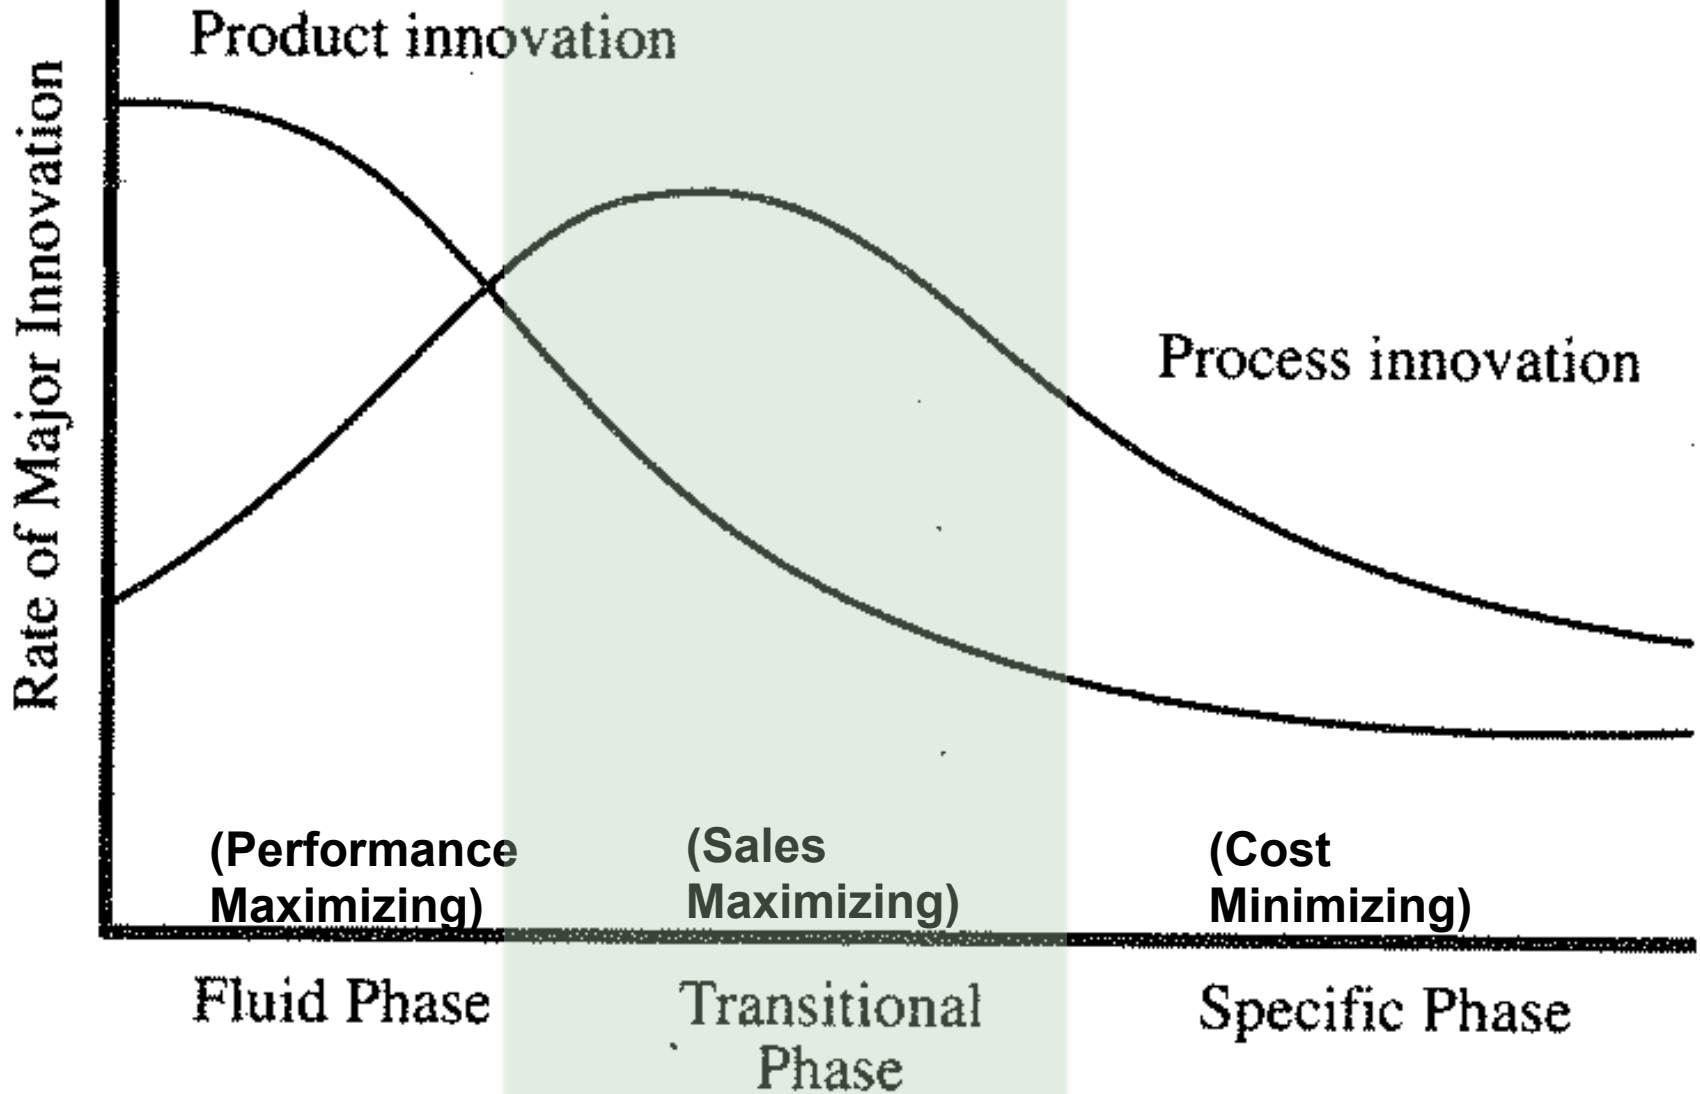 Product innovation
Rate of Major Innovation
Process innovation
(Performance
Maximizing)
(Sales
Maximizing)
(Cost
Minimizing)
Fluid Phase
Transitional
Phase
Specific Phase